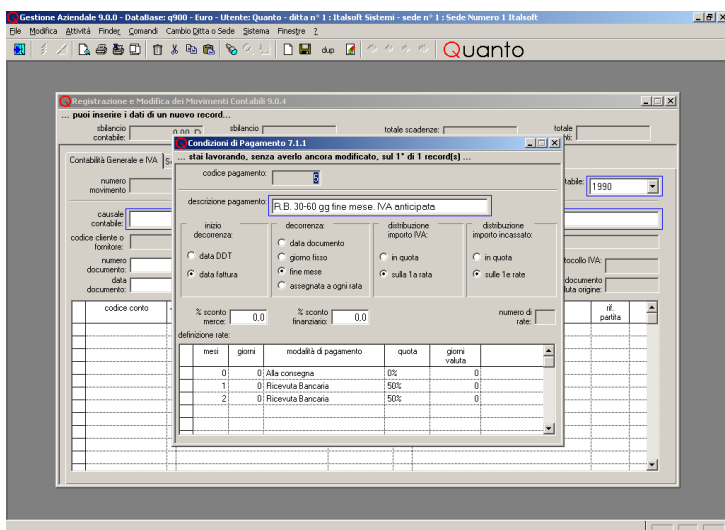 Gestione Aziendale 9.0.0 - DataBase: q900 - Euro - Utente: Quanto - ditta n° 1 : Italsoft Sistemi - sede n° 1 : Sede Numero 1 Italsoft
File Modifica Attività Finder Comandi Cambio Ditta o Sede Sistema Finestre ?
dup Quanto
Registrazione e Modifica dei Movimenti Contabili 9.0.4
... puoi inserire i dati di un nuovo record...
sbilancio contabile: 0,00 D sbilancio totale scadenze: totale
Condizioni di Pagamento 7.1.1
... stai lavorando, senza averlo ancora modificato, sul 1° di 1 record(s) ...
Contabilità Generale e IVA
codice pagamento: 5
numero movimento
1990
descrizione pagamento: R.B. 30-60 gg fine mese. IVA anticipata
causale contabile:
codice cliente o fornitore:
numero documento:
data documento:
inizio decorrenza:
data DDT
data fattura
decorrenza:
data documento
giorno fisso
fine mese
assegnata a ogni rata
distribuzione importo IVA:
in quota
sulla 1a rata
distribuzione importo incassato:
in quota
sulle 1e rate
codice conto
rif. partita
% sconto merce: 0,0 % sconto finanziario: 0,0 numero di rate:
definizione rate:
mesi giorni modalità di pagamento quota giorni valuta
0 0 Alla consegna 0% 0
1 0 Ricevuta Bancaria 50% 0
2 0 Ricevuta Bancaria 50% 0